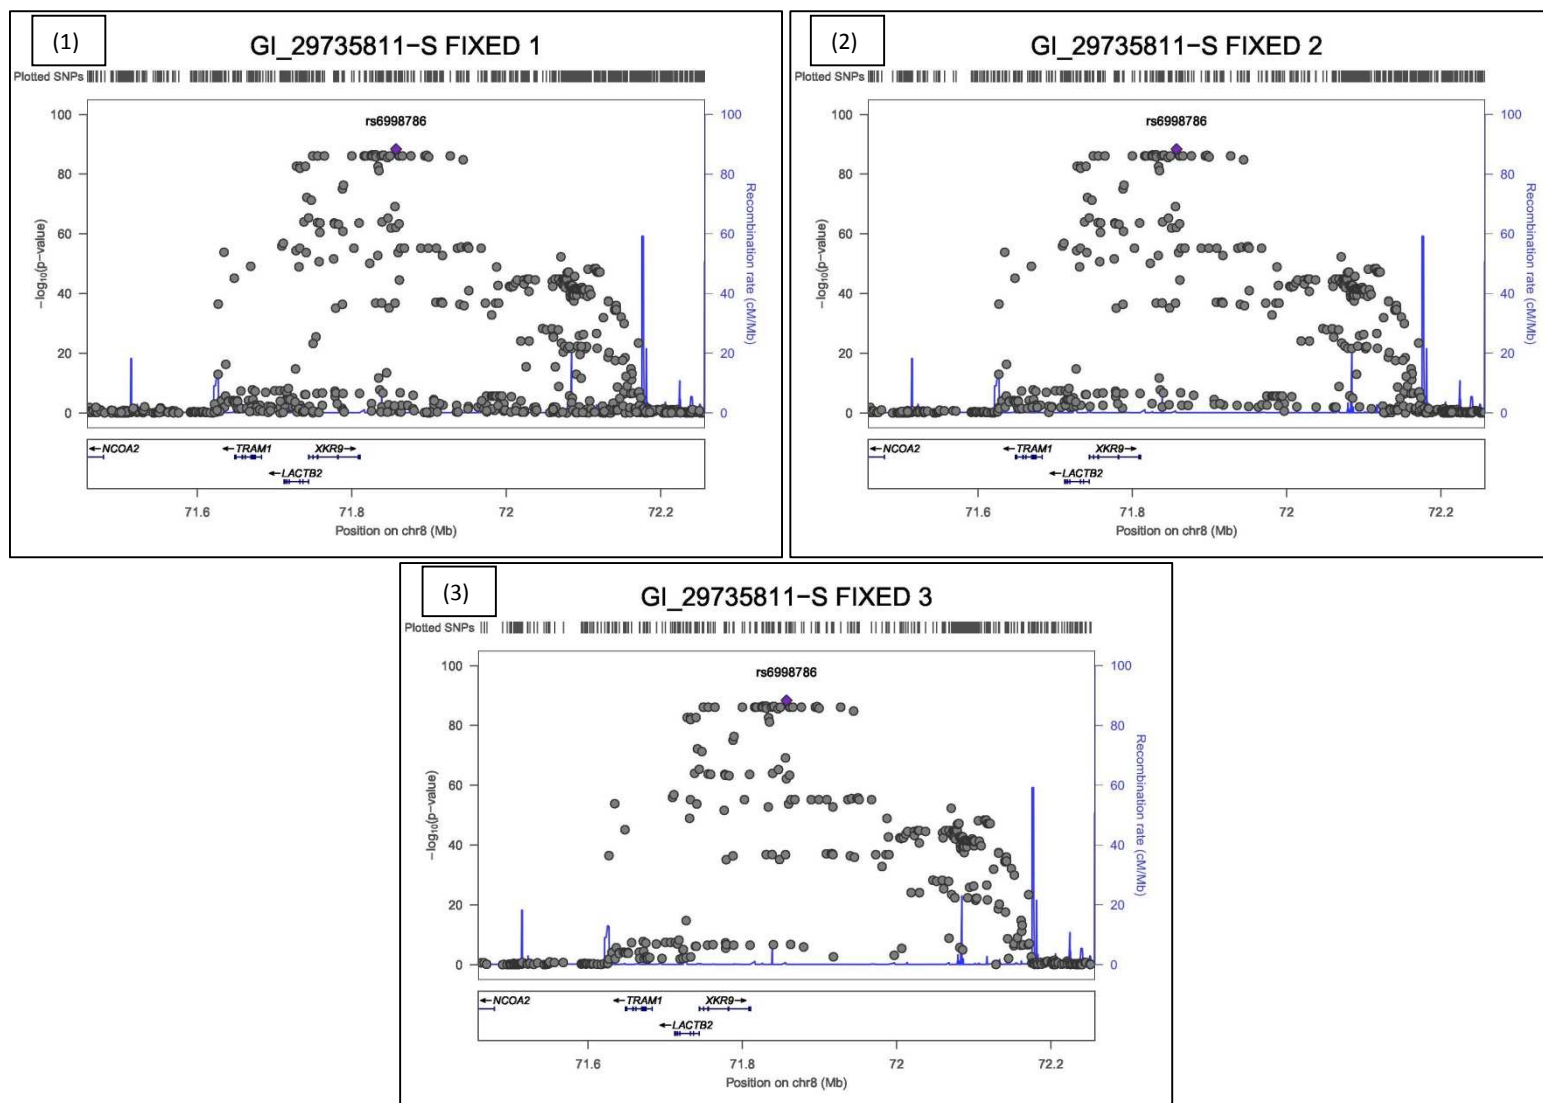 (1)
GI_29735811−S FIXED 1
Plotted SNPs
rs6998786
100
80
60
40
20
0
−log10(p−value)
100
80
60
40
20
0
Recombination rate (cM/Mb)
←NCOA2
←TRAM1
XKR9→
←LACTB2
71.6 71.8 72 72.2
Position on chr8 (Mb)
(2)
GI_29735811−S FIXED 2
Plotted SNPs
rs6998786
100
80
60
40
20
0
−log10(p−value)
100
80
60
40
20
0
Recombination rate (cM/Mb)
←NCOA2
←TRAM1
XKR9→
←LACTB2
71.6 71.8 72 72.2
Position on chr8 (Mb)
(3)
GI_29735811−S FIXED 3
Plotted SNPs
rs6998786
100
80
60
40
20
0
−log10(p−value)
100
80
60
40
20
0
Recombination rate (cM/Mb)
←NCOA2
←TRAM1
XKR9→
←LACTB2
71.6 71.8 72 72.2
Position on chr8 (Mb)